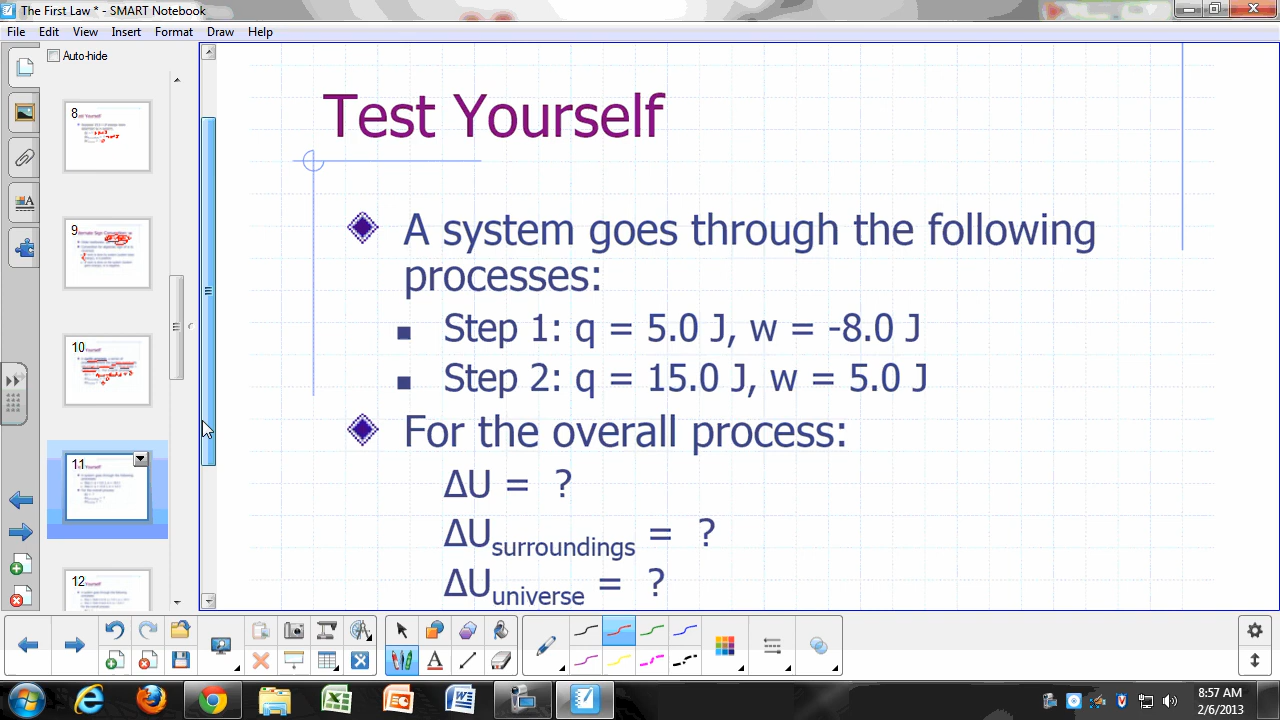 The First Law * - SMART Notebook
File Edit View Insert Format Draw Help
Auto-hide
8
9
10
11
12
Test Yourself
A system goes through the following
processes:
Step 1: q = 5.0 J, w = -8.0 J
Step 2: q = 15.0 J, w = 5.0 J
For the overall process:
ΔU = ?
ΔUsurroundings = ?
ΔUuniverse = ?
8:57 AM
2/6/2013